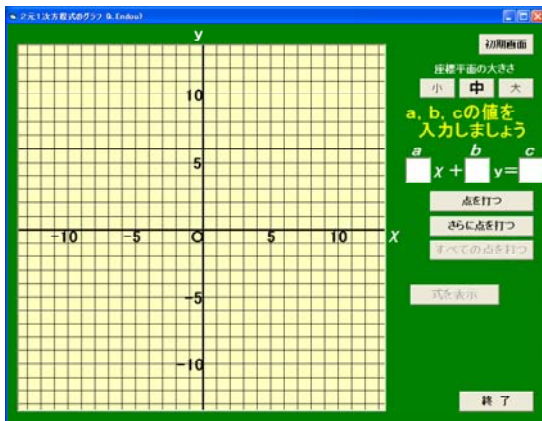 2元1次方程式のグラフ
y
初期画面
座標平面の大きさ
小 中 大
a, b, cの値を
入力しましょう
a b c
χ + y =
点を打つ
さらに点を打つ
すべての点を打つ
式を表示
終 了
10
5
-10 -5 O 5 10 χ
-5
-10